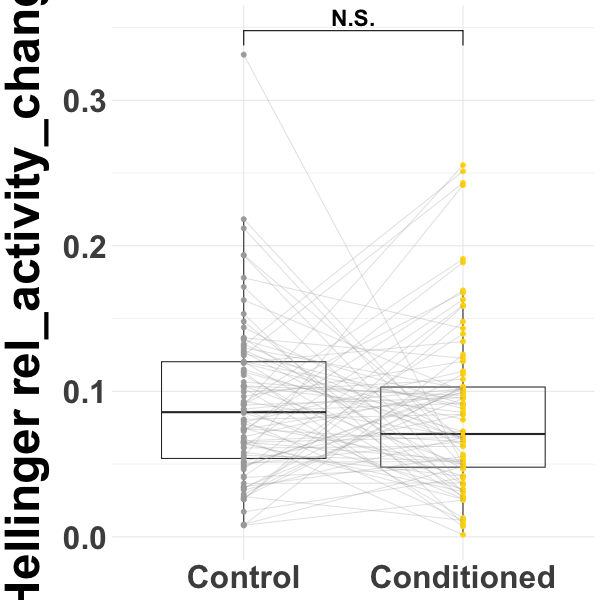 Hellinger rel_activity_chang
N.S.
0.3
0.2
0.1
0.0
Control
Conditioned